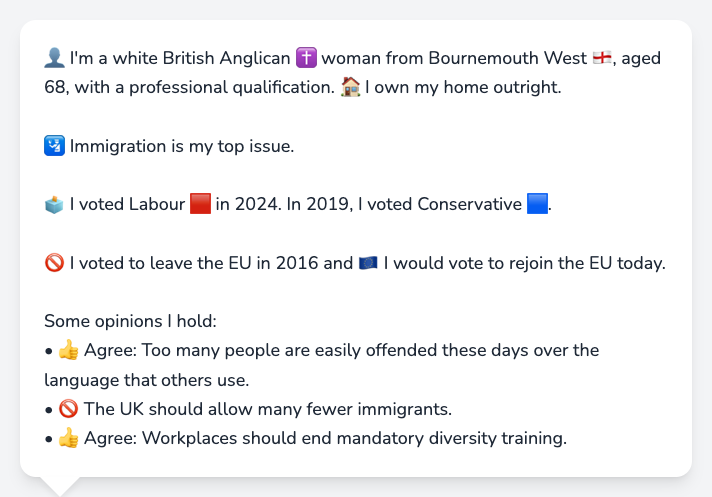 👤 I'm a white British Anglican ✝️ woman from Bournemouth West 🏴󠁧󠁢󠁥󠁮󠁧󠁿, aged
68, with a professional qualification. 🏠 I own my home outright.
🛂 Immigration is my top issue.
🗳️ I voted Labour 🟥 in 2024. In 2019, I voted Conservative 🟦.
🚫 I voted to leave the EU in 2016 and 🇪🇺 I would vote to rejoin the EU today.
Some opinions I hold:
• 👍 Agree: Too many people are easily offended these days over the
language that others use.
• 🚫 The UK should allow many fewer immigrants.
• 👍 Agree: Workplaces should end mandatory diversity training.